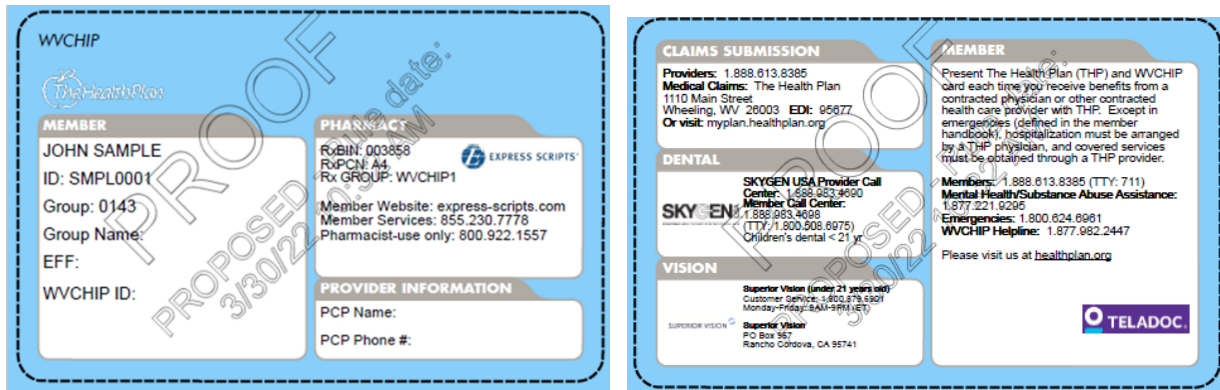 WVCHIP
TheHealthPlan
MEMBER
JOHN SAMPLE
ID: SMPL0001
Group: 0143
Group Name:
EFF:
WVCHIP ID:
PHARMACY
RxBIN: 003858
RxPCN: A4
Rx GROUP: WVCHIP1
EXPRESS SCRIPTS®
Member Website: express-scripts.com
Member Services: 855.230.7778
Pharmacist-use only: 800.922.1557
PROVIDER INFORMATION
PCP Name:
PCP Phone #:
PROOF
PROPOSED
3/30/22
CLAIMS SUBMISSION
Providers: 1.888.613.8385
Medical Claims: The Health Plan
1110 Main Street
Wheeling, WV 26003 EDI: 95677
Or visit: myplan.healthplan.org
DENTAL
SKYGEN
SKYGEN USA Provider Call
Center: 1.888.983.4690
Member Call Center:
1.888.983.4698
(TTY: 1.800.508.6975)
Children's dental < 21 yr
VISION
SUPERIOR VISION
Superior Vision (under 21 years old)
Customer Service: 1.800.879.6901
Monday-Friday: 8AM-9PM (ET)
Superior Vision
PO Box 967
Rancho Cordova, CA 95741
MEMBER
Present The Health Plan (THP) and WVCHIP
card each time you receive benefits from a
contracted physician or other contracted
health care provider with THP. Except in
emergencies (defined in the member
handbook), hospitalization must be arranged
by a THP physician, and covered services
must be obtained through a THP provider.
Members: 1.888.613.8385 (TTY: 711)
Mental Health/Substance Abuse Assistance:
1.877.221.9295
Emergencies: 1.800.624.6961
WVCHIP Helpline: 1.877.982.2447
Please visit us at healthplan.org
TELADOC
PROOF
PROPOSED
3/30/22